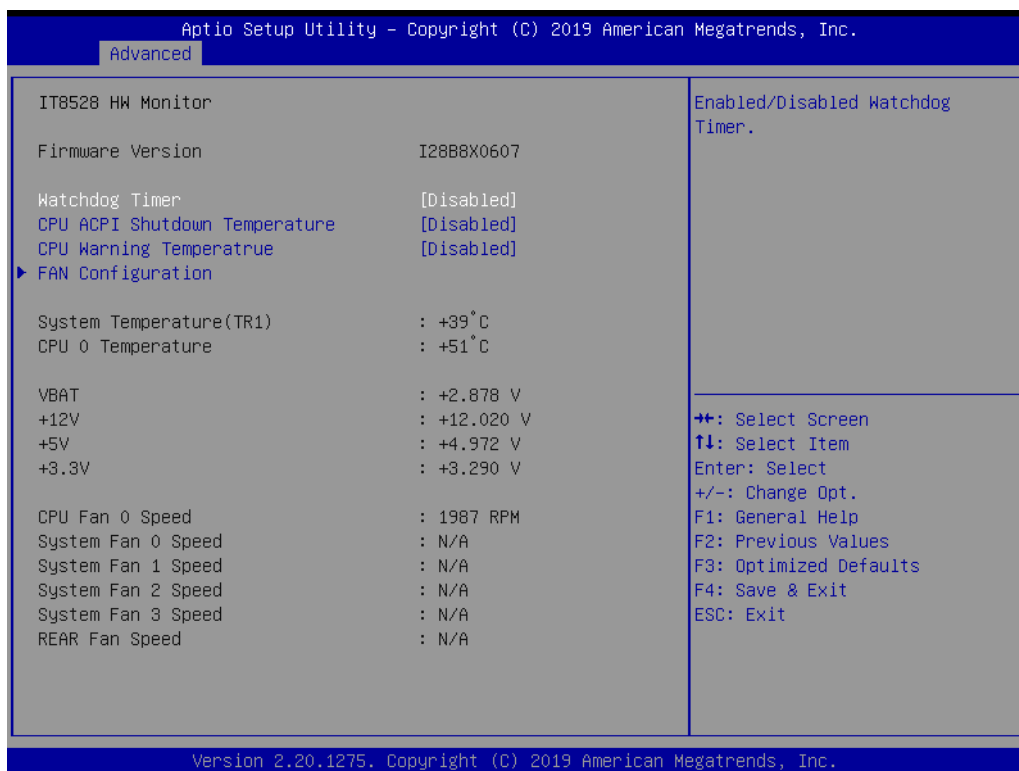 Aptio Setup Utility – Copyright (C) 2019 American Megatrends, Inc.
Advanced
IT8528 HW Monitor
Firmware Version I28B8X0607
Watchdog Timer [Disabled]
CPU ACPI Shutdown Temperature [Disabled]
CPU Warning Temperatrue [Disabled]
FAN Configuration
System Temperature(TR1) : +39°C
CPU 0 Temperature : +51°C
VBAT : +2.878 V
+12V : +12.020 V
+5V : +4.972 V
+3.3V : +3.290 V
CPU Fan 0 Speed : 1987 RPM
System Fan 0 Speed : N/A
System Fan 1 Speed : N/A
System Fan 2 Speed : N/A
System Fan 3 Speed : N/A
REAR Fan Speed : N/A
Enabled/Disabled Watchdog
Timer.
→←: Select Screen
↑↓: Select Item
Enter: Select
+/-: Change Opt.
F1: General Help
F2: Previous Values
F3: Optimized Defaults
F4: Save & Exit
ESC: Exit
Version 2.20.1275. Copyright (C) 2019 American Megatrends, Inc.